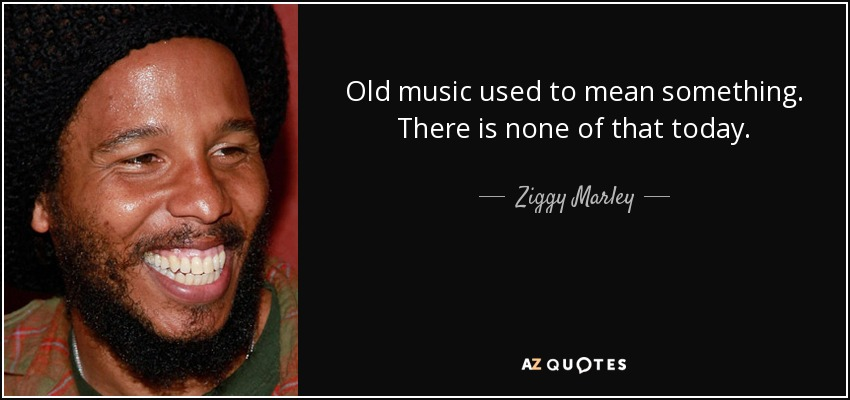 Old music used to mean something.
There is none of that today.
Ziggy Marley
AZ QUOTES